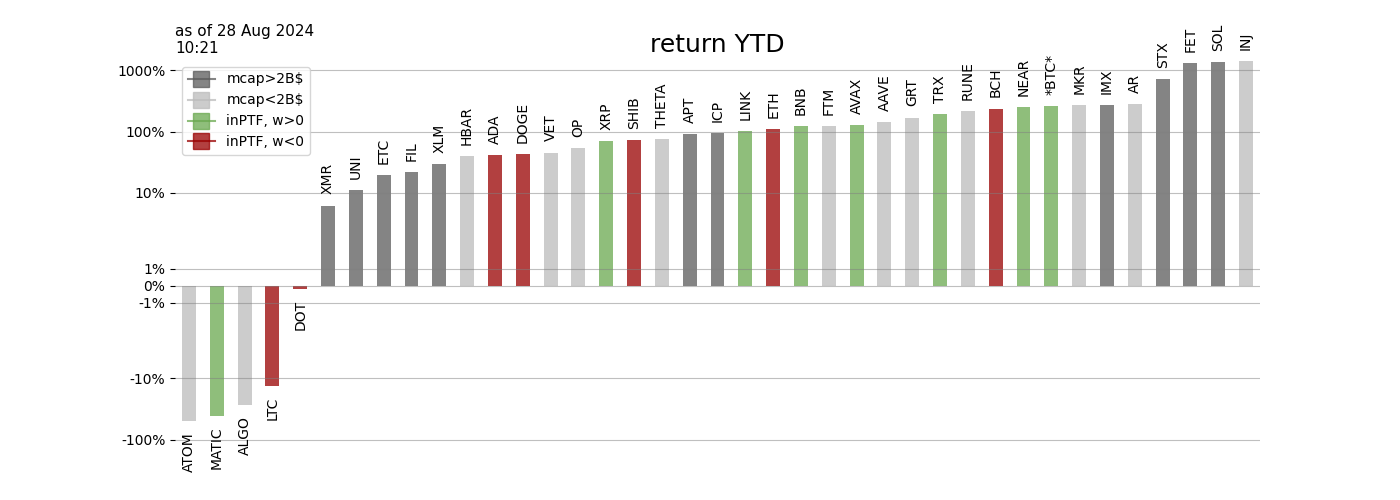 as of 28 Aug 2024
10:21
return YTD
mcap>2B$
mcap<2B$
inPTF, w>0
inPTF, w<0
1000%
100%
10%
1%
0%
-1%
-10%
-100%
ATOM
MATIC
ALGO
LTC
DOT
XMR
UNI
ETC
FIL
XLM
HBAR
ADA
DOGE
VET
OP
XRP
SHIB
THETA
APT
ICP
LINK
ETH
BNB
FTM
AVAX
AAVE
GRT
TRX
RUNE
BCH
NEAR
*BTC*
MKR
IMX
AR
STX
FET
SOL
INJ